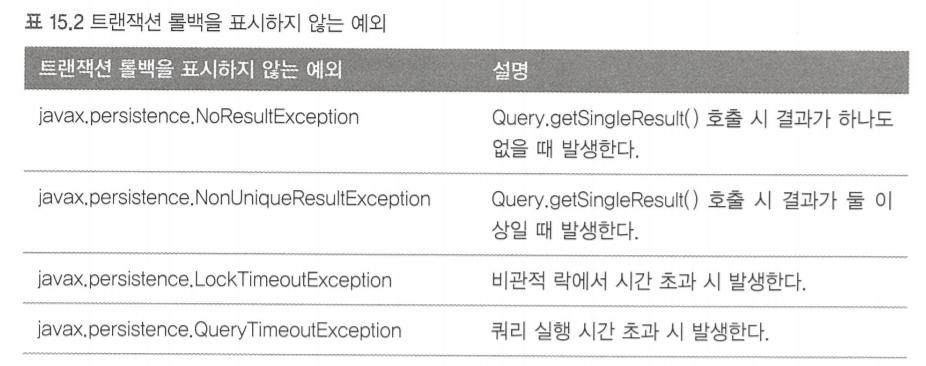 표 15.2 트랜잭션 롤백을 표시하지 않는 예외
트랜잭션 롤백을 표시하지 않는 예외 설명
javax.persistence.NoResultException Query.getSingleResult() 호출 시 결과가 하나도
없을 때 발생한다.
javax.persistence.NonUniqueResultException Query.getSingleResult() 호출 시 결과가 둘 이
상일 때 발생한다.
javax.persistence.LockTimeoutException 비관적 락에서 시간 초과 시 발생한다.
javax.persistence.QueryTimeoutException 쿼리 실행 시간 초과 시 발생한다.